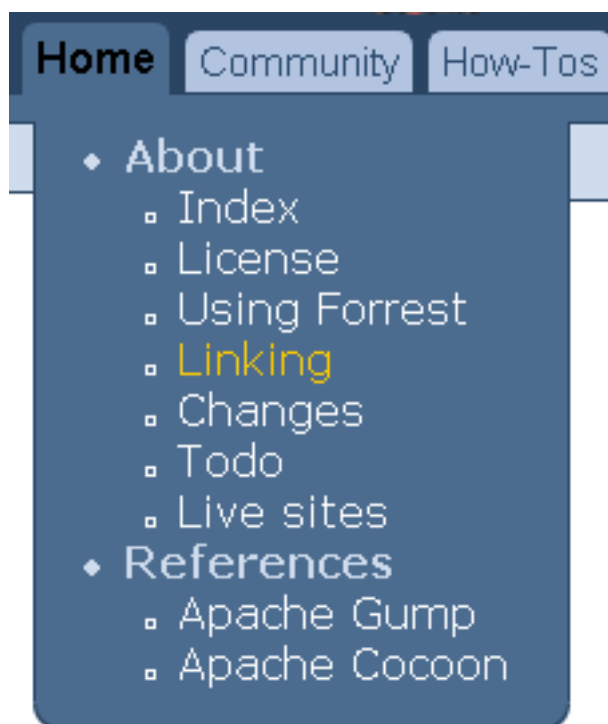 Home Community How-Tos
About
Index
License
Using Forrest
Linking
Changes
Todo
Live sites
References
Apache Gump
Apache Cocoon